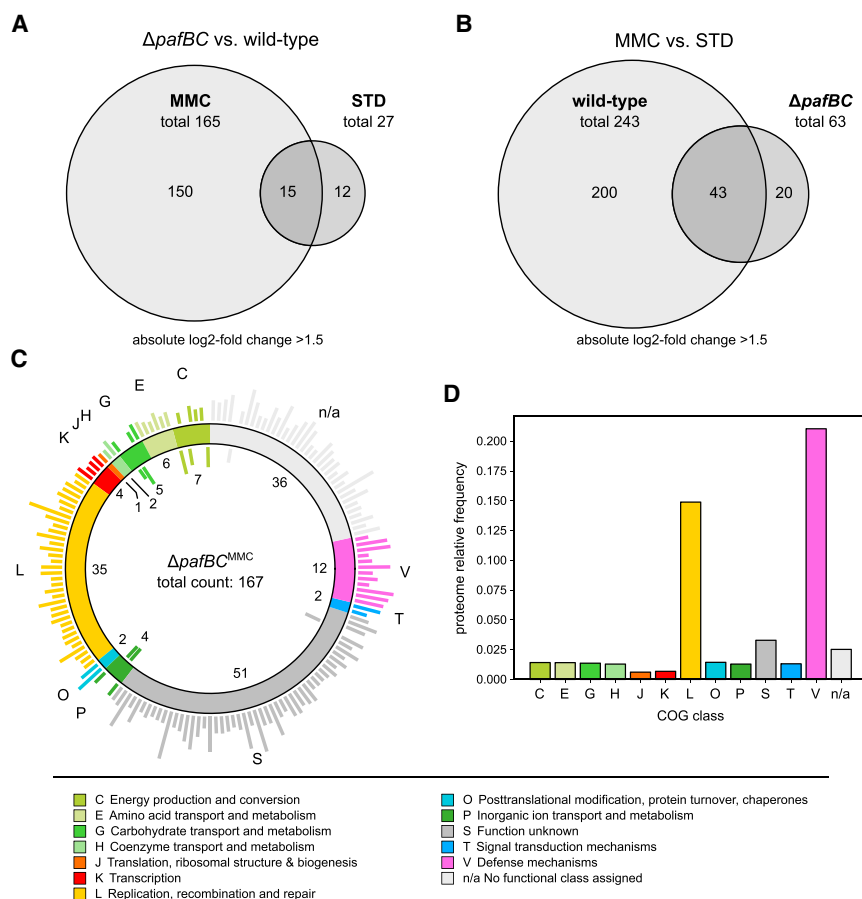 A
ΔpafBC vs. wild-type
MMC
total 165
STD
total 27
150
15
12
absolute log2-fold change >1.5
B
MMC vs. STD
wild-type
total 243
ΔpafBC
total 63
200
43
20
absolute log2-fold change >1.5
C
C
E
G
H
J
K
L
O
P
S
T
V
n/a
7
6
5
2
1
4
35
2
4
51
2
12
36
ΔpafBCMMC
total count: 167
D
proteome relative frequency
0.200
0.175
0.150
0.125
0.100
0.075
0.050
0.025
0.000
C E G H J K L O P S T V n/a
COG class
C Energy production and conversion
E Amino acid transport and metabolism
G Carbohydrate transport and metabolism
H Coenzyme transport and metabolism
J Translation, ribosomal structure & biogenesis
K Transcription
L Replication, recombination and repair
O Posttranslational modification, protein turnover, chaperones
P Inorganic ion transport and metabolism
S Function unknown
T Signal transduction mechanisms
V Defense mechanisms
n/a No functional class assigned